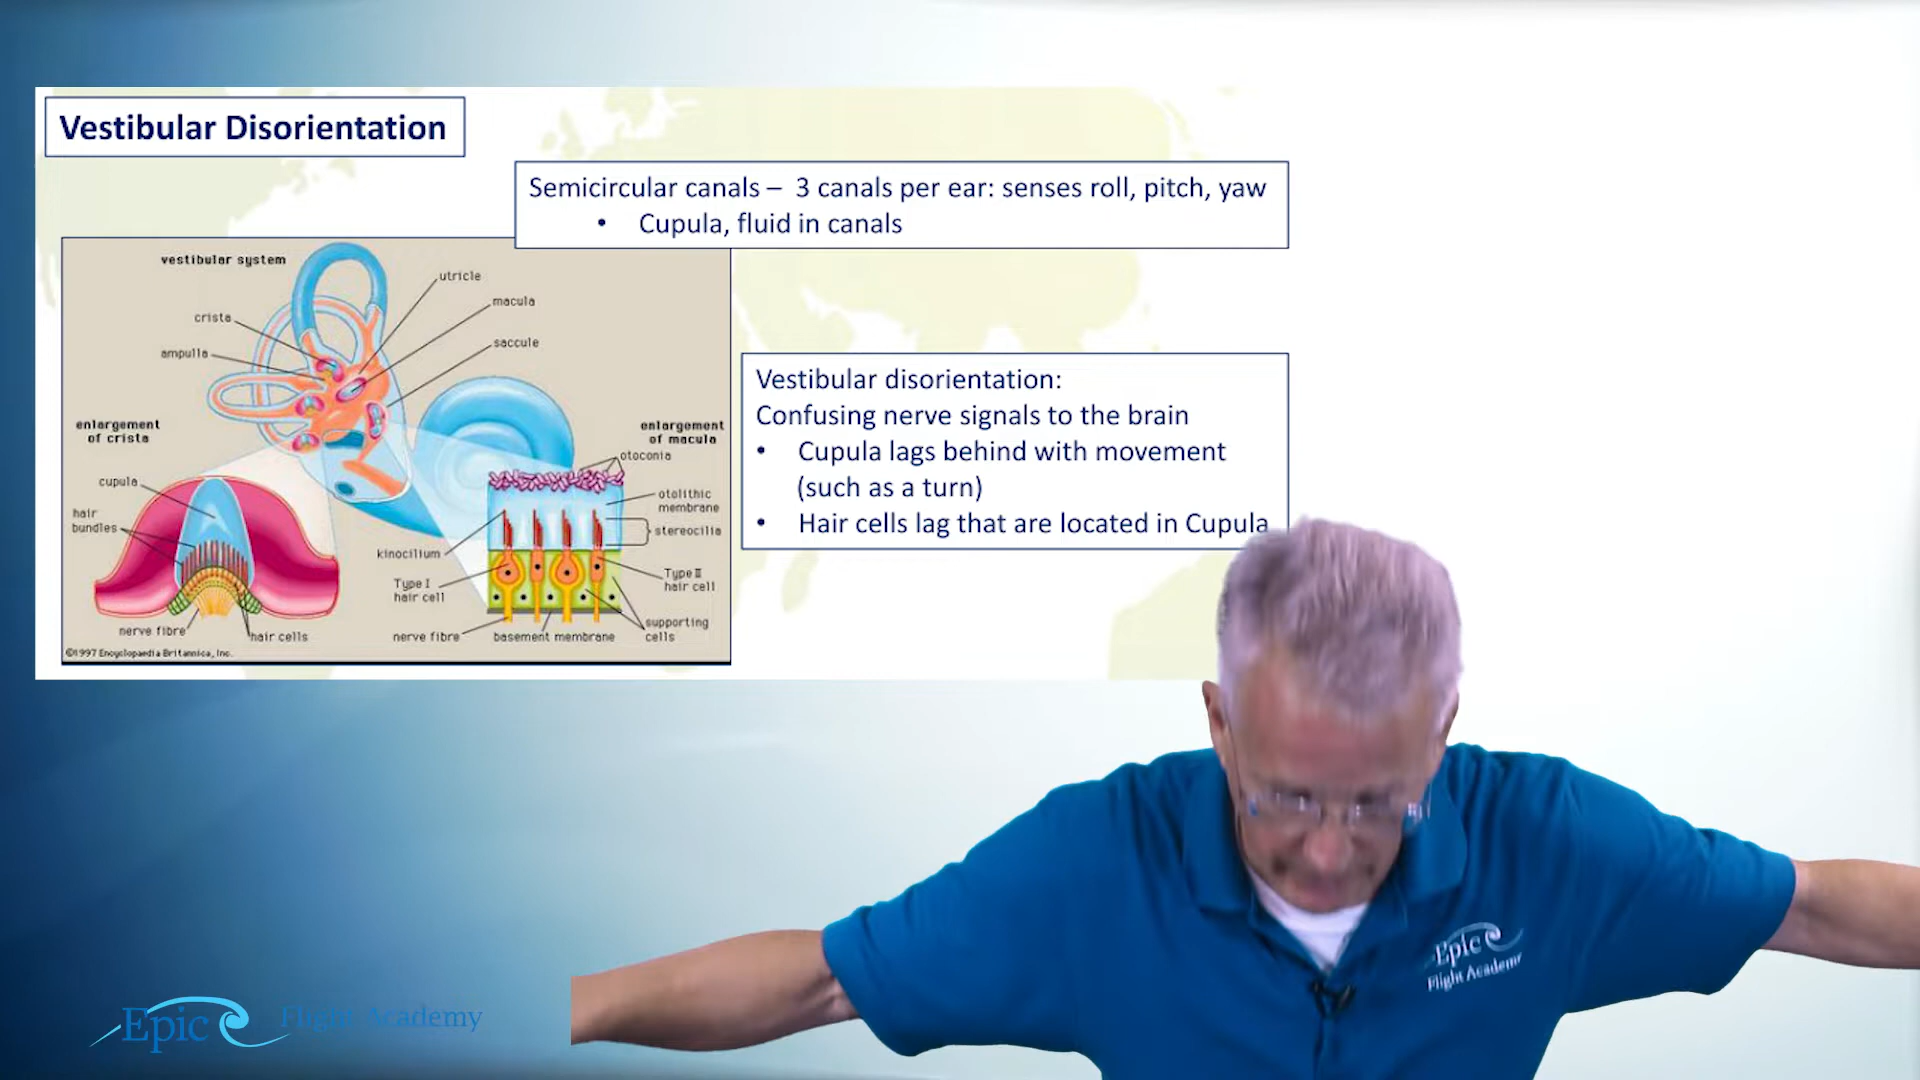 Vestibular Disorientation
Semicircular canals – 3 canals per ear: senses roll, pitch, yaw
• Cupula, fluid in canals
vestibular system
utricle
macula
crista
saccule
ampulla
enlargement
of crista
enlargement
of macula
otoconia
cupula
otolithic
membrane
hair
bundles
stereocilia
kinocilium
Type I
hair cell
Type II
hair cell
nerve fibre
hair cells
nerve fibre
basement membrane
supporting
cells
©1997 Encyclopaedia Britannica, Inc.
Vestibular disorientation:
Confusing nerve signals to the brain
• Cupula lags behind with movement
(such as a turn)
• Hair cells lag that are located in Cupula
Epic
Flight Academy
Epic Flight Academy